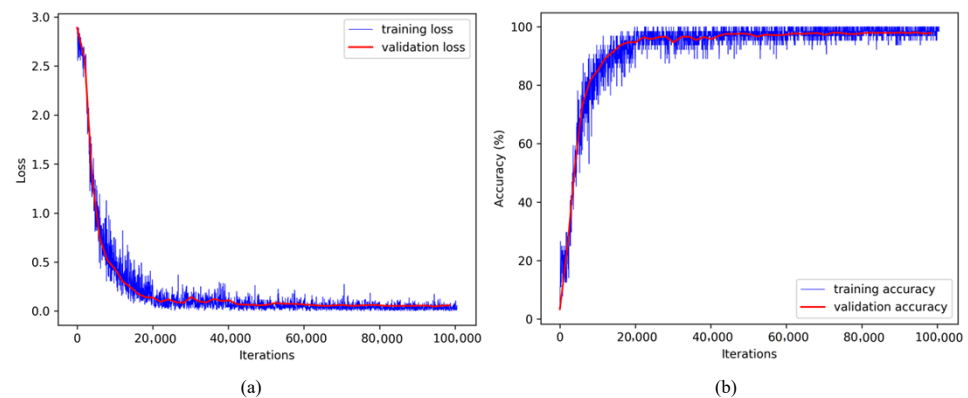 3.0
2.5
2.0
1.5
1.0
0.5
0.0
Loss
training loss
validation loss
0
20,000
40,000
60,000
80,000
100,000
Iterations
(a)
100
80
60
40
20
0
Accuracy (%)
training accuracy
validation accuracy
0
20,000
40,000
60,000
80,000
100,000
Iterations
(b)